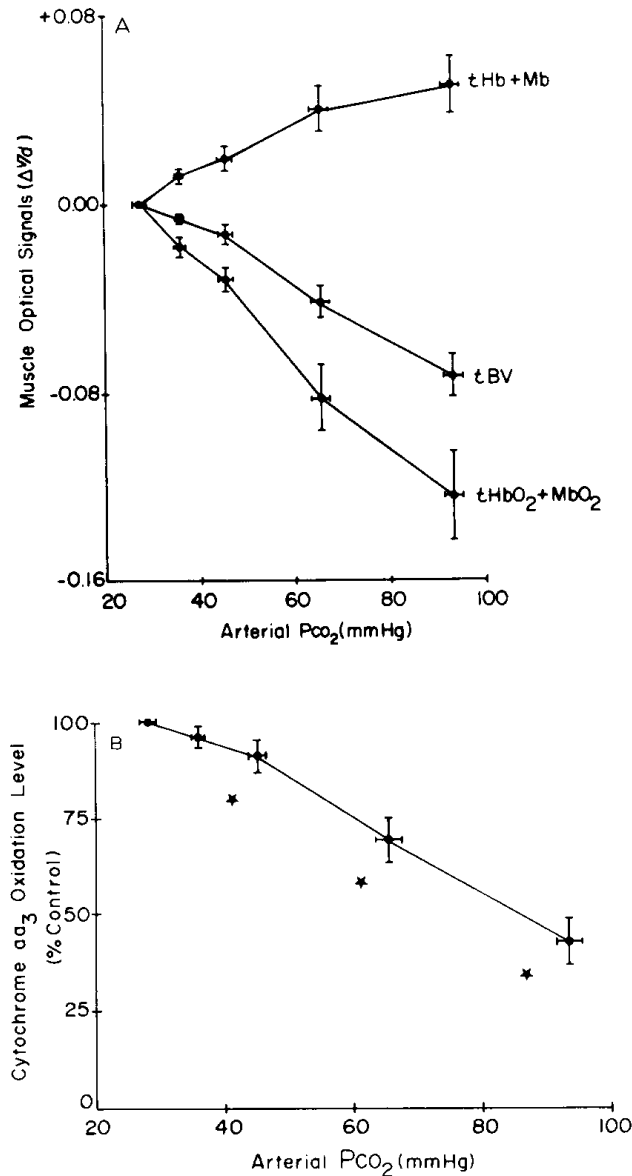 +0.08
A
tHb+Mb
0.00
tBV
-0.08
tHbO₂+MbO₂
-0.16
20 40 60 80 100
Arterial Pco₂(mmHg)
Muscle Optical Signals (ΔV/d)
100
B
75
50
25
0
20 40 60 80 100
Arterial PCO₂(mmHg)
Cytochrome aa₃ Oxidation Level
(% Control)